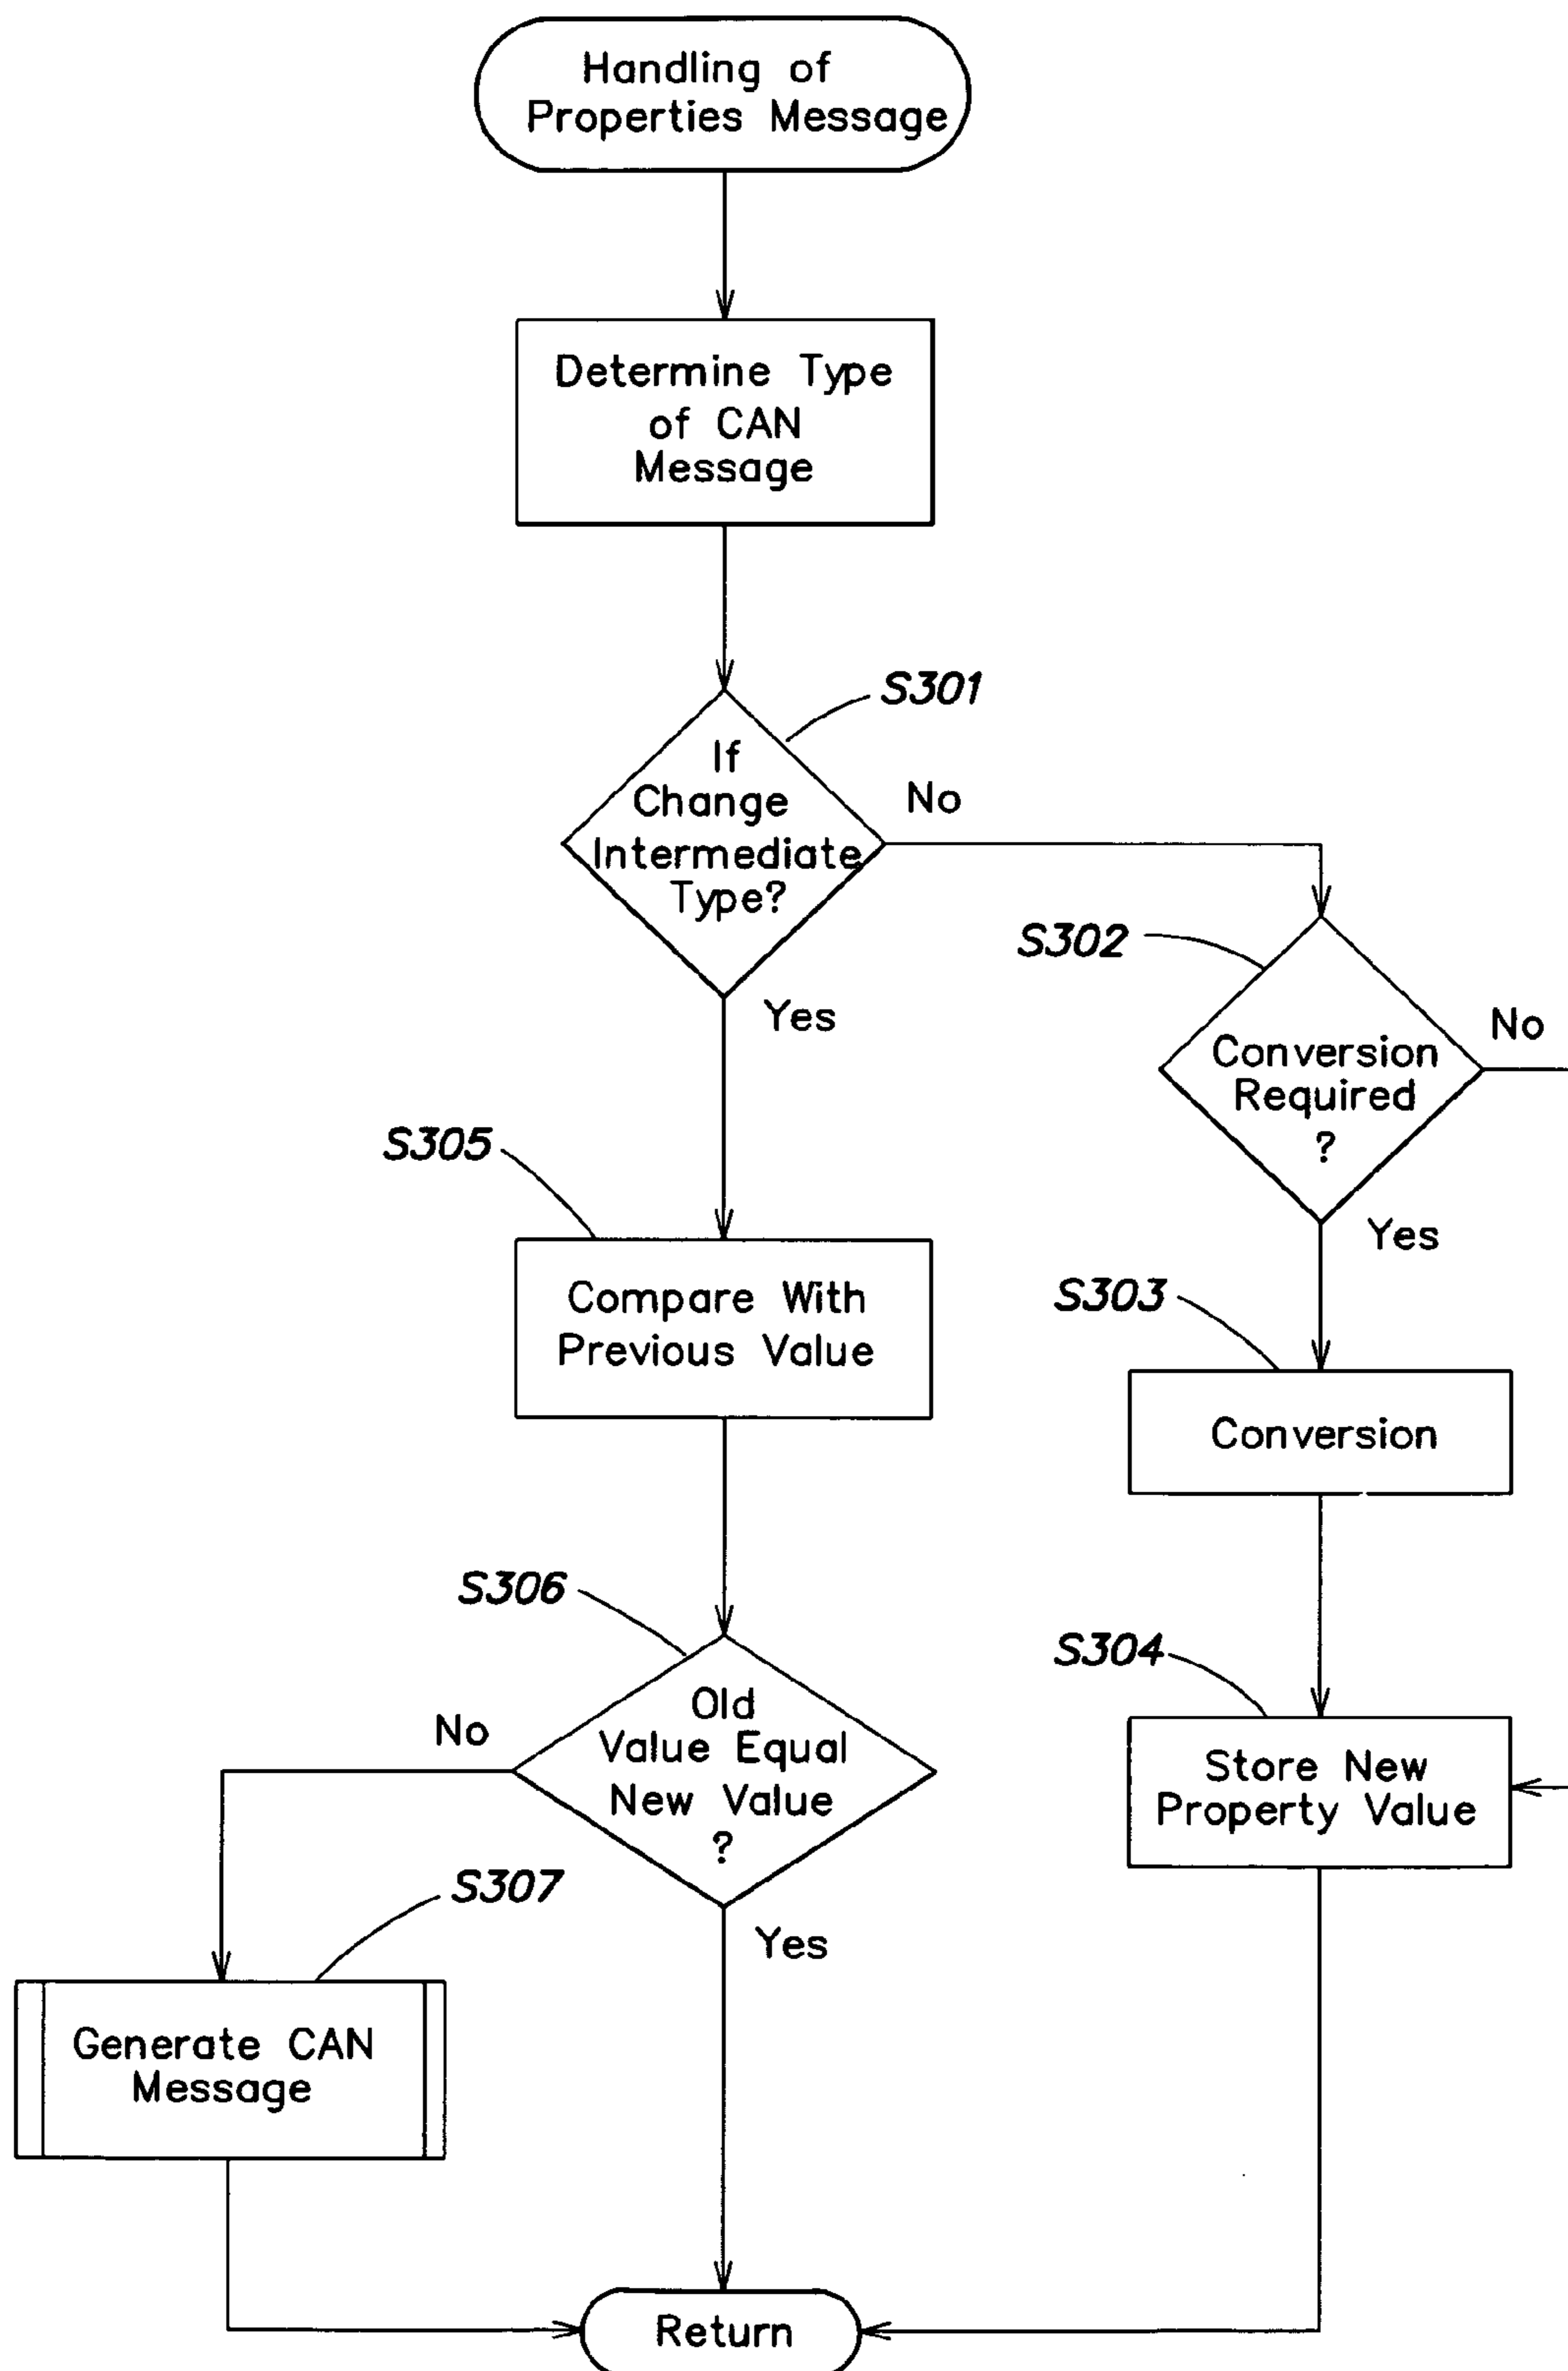 Handling of
Properties Message
Determine Type
of CAN
Message
S301
If
Change
Intermediate
Type?
No
Yes
S302
Conversion
Required
?
No
Yes
S305
Compare With
Previous Value
S303
Conversion
S306
Old
Value Equal
New Value
?
No
Yes
S304
Store New
Property Value
S307
Generate CAN
Message
Return